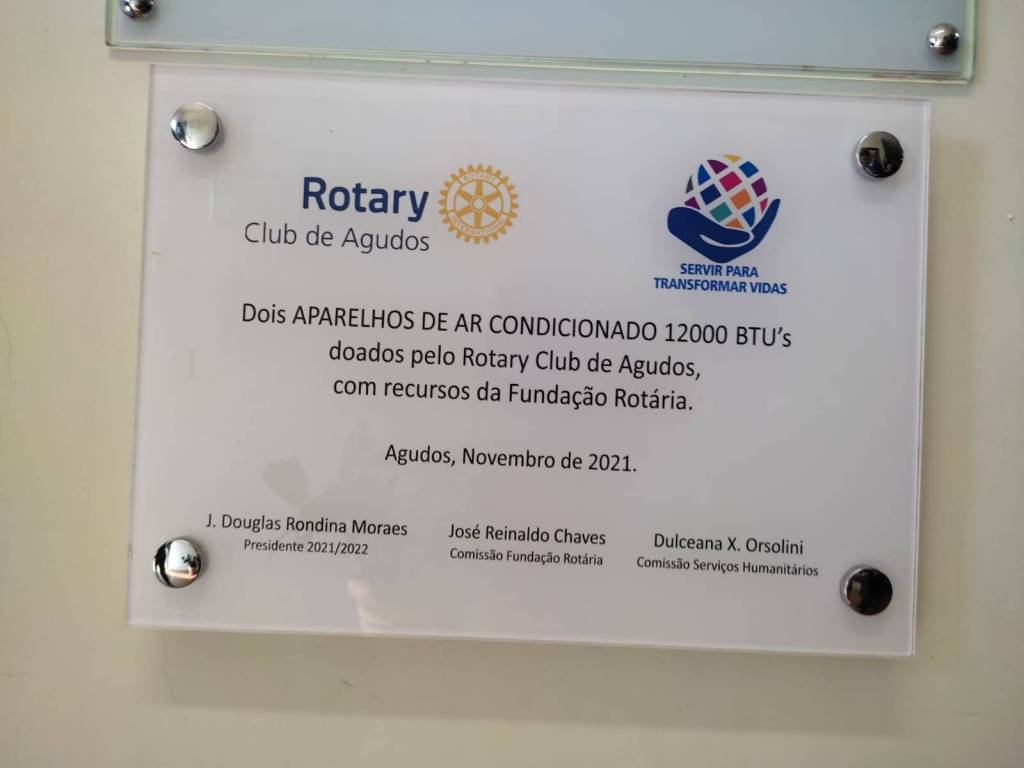 Rotary
Club de Agudos
ROTARY
INTERNATIONAL
SERVIR PARA
TRANSFORMAR VIDAS
Dois APARELHOS DE AR CONDICIONADO 12000 BTU's
doados pelo Rotary Club de Agudos,
com recursos da Fundação Rotária.
Agudos, Novembro de 2021.
J. Douglas Rondina Moraes
Presidente 2021/2022
José Reinaldo Chaves
Comissão Fundação Rotária
Dulceana X. Orsolini
Comissão Serviços Humanitários